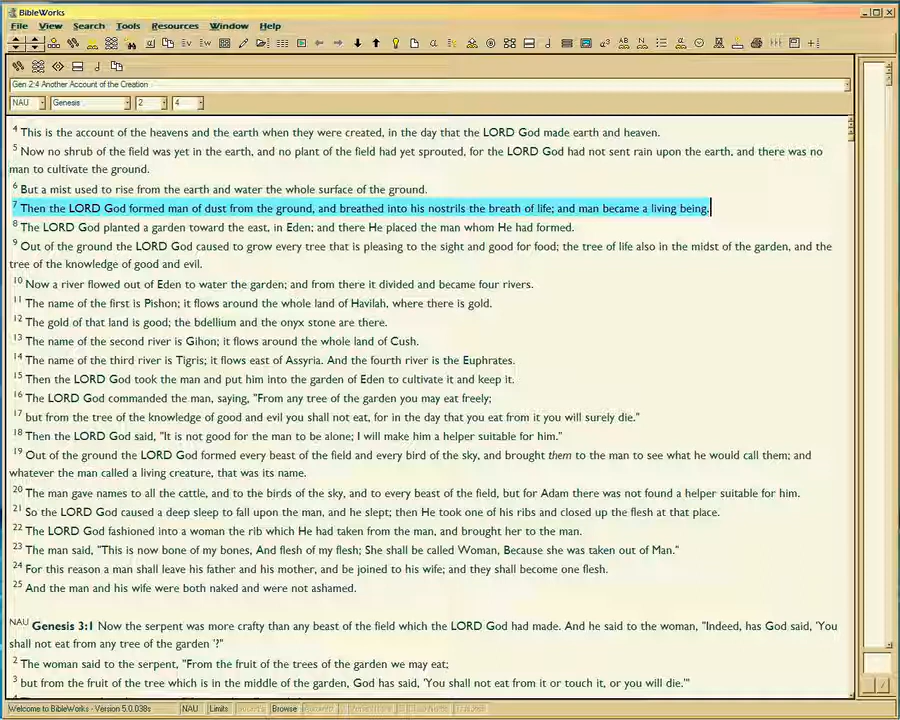 BibleWorks
File View Search Tools Resources Window Help
Gen 2:4 Another Account of the Creation
NAU Genesis 2 4
4 This is the account of the heavens and the earth when they were created, in the day that the LORD God made earth and heaven.
5 Now no shrub of the field was yet in the earth, and no plant of the field had yet sprouted, for the LORD God had not sent rain upon the earth, and there was no
man to cultivate the ground.
6 But a mist used to rise from the earth and water the whole surface of the ground.
7 Then the LORD God formed man of dust from the ground, and breathed into his nostrils the breath of life; and man became a living being.
8 The LORD God planted a garden toward the east, in Eden; and there He placed the man whom He had formed.
9 Out of the ground the LORD God caused to grow every tree that is pleasing to the sight and good for food; the tree of life also in the midst of the garden, and the
tree of the knowledge of good and evil.
10 Now a river flowed out of Eden to water the garden; and from there it divided and became four rivers.
11 The name of the first is Pishon; it flows around the whole land of Havilah, where there is gold.
12 The gold of that land is good; the bdellium and the onyx stone are there.
13 The name of the second river is Gihon; it flows around the whole land of Cush.
14 The name of the third river is Tigris; it flows east of Assyria. And the fourth river is the Euphrates.
15 Then the LORD God took the man and put him into the garden of Eden to cultivate it and keep it.
16 The LORD God commanded the man, saying, "From any tree of the garden you may eat freely;
17 but from the tree of the knowledge of good and evil you shall not eat, for in the day that you eat from it you will surely die."
18 Then the LORD God said, "It is not good for the man to be alone; I will make him a helper suitable for him."
19 Out of the ground the LORD God formed every beast of the field and every bird of the sky, and brought them to the man to see what he would call them; and
whatever the man called a living creature, that was its name.
20 The man gave names to all the cattle, and to the birds of the sky, and to every beast of the field, but for Adam there was not found a helper suitable for him.
21 So the LORD God caused a deep sleep to fall upon the man, and he slept; then He took one of his ribs and closed up the flesh at that place.
22 The LORD God fashioned into a woman the rib which He had taken from the man, and brought her to the man.
23 The man said, "This is now bone of my bones, And flesh of my flesh; She shall be called Woman, Because she was taken out of Man."
24 For this reason a man shall leave his father and his mother, and be joined to his wife; and they shall become one flesh.
25 And the man and his wife were both naked and were not ashamed.
NAU Genesis 3:1 Now the serpent was more crafty than any beast of the field which the LORD God had made. And he said to the woman, "Indeed, has God said, 'You
shall not eat from any tree of the garden '?"
2 The woman said to the serpent, "From the fruit of the trees of the garden we may eat;
3 but from the fruit of the tree which is in the middle of the garden, God has said, 'You shall not eat from it or touch it, or you will die.'"
Welcome to BibleWorks - Version 5.0.038s NAU Limits Browse